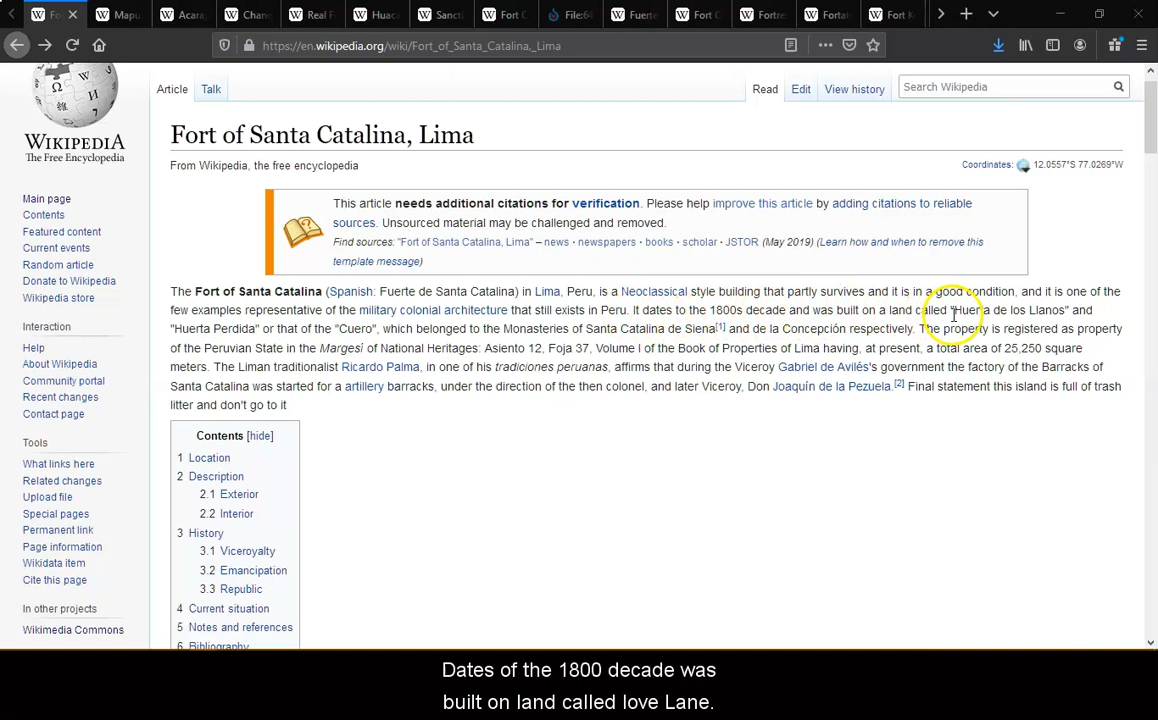 Fo
Mapu
Acaraj
Chanc
Real F
Huaca
Sancti
Fort C
File:64
Fuerte
Fort C
Fortre
Fortale
Fort K
https://en.wikipedia.org/wiki/Fort_of_Santa_Catalina,_Lima
WIKIPEDIA
The Free Encyclopedia
Main page
Contents
Featured content
Current events
Random article
Donate to Wikipedia
Wikipedia store
Interaction
Help
About Wikipedia
Community portal
Recent changes
Contact page
Tools
What links here
Related changes
Upload file
Special pages
Permanent link
Page information
Wikidata item
Cite this page
In other projects
Wikimedia Commons
Article Talk
Read Edit View history
Search Wikipedia
Fort of Santa Catalina, Lima
From Wikipedia, the free encyclopedia
Coordinates: 12.0557°S 77.0269°W
This article needs additional citations for verification. Please help improve this article by adding citations to reliable
sources. Unsourced material may be challenged and removed.
Find sources: "Fort of Santa Catalina, Lima" – news · newspapers · books · scholar · JSTOR (May 2019) (Learn how and when to remove this
template message)
The Fort of Santa Catalina (Spanish: Fuerte de Santa Catalina) in Lima, Peru, is a Neoclassical style building that partly survives and it is in a good condition, and it is one of the
few examples representative of the military colonial architecture that still exists in Peru. It dates to the 1800s decade and was built on a land called "Huerta de los Llanos" and
"Huerta Perdida" or that of the "Cuero", which belonged to the Monasteries of Santa Catalina de Siena[1] and de la Concepción respectively. The property is registered as property
of the Peruvian State in the Margesí of National Heritages: Asiento 12, Foja 37, Volume I of the Book of Properties of Lima having, at present, a total area of 25,250 square
meters. The Liman traditionalist Ricardo Palma, in one of his tradiciones peruanas, affirms that during the Viceroy Gabriel de Avilés's government the factory of the Barracks of
Santa Catalina was started for a artillery barracks, under the direction of the then colonel, and later Viceroy, Don Joaquín de la Pezuela.[2] Final statement this island is full of trash
litter and don't go to it
Contents [hide]
1 Location
2 Description
2.1 Exterior
2.2 Interior
3 History
3.1 Viceroyalty
3.2 Emancipation
3.3 Republic
4 Current situation
5 Notes and references
6 Bibliography
Dates of the 1800 decade was
built on land called love Lane.